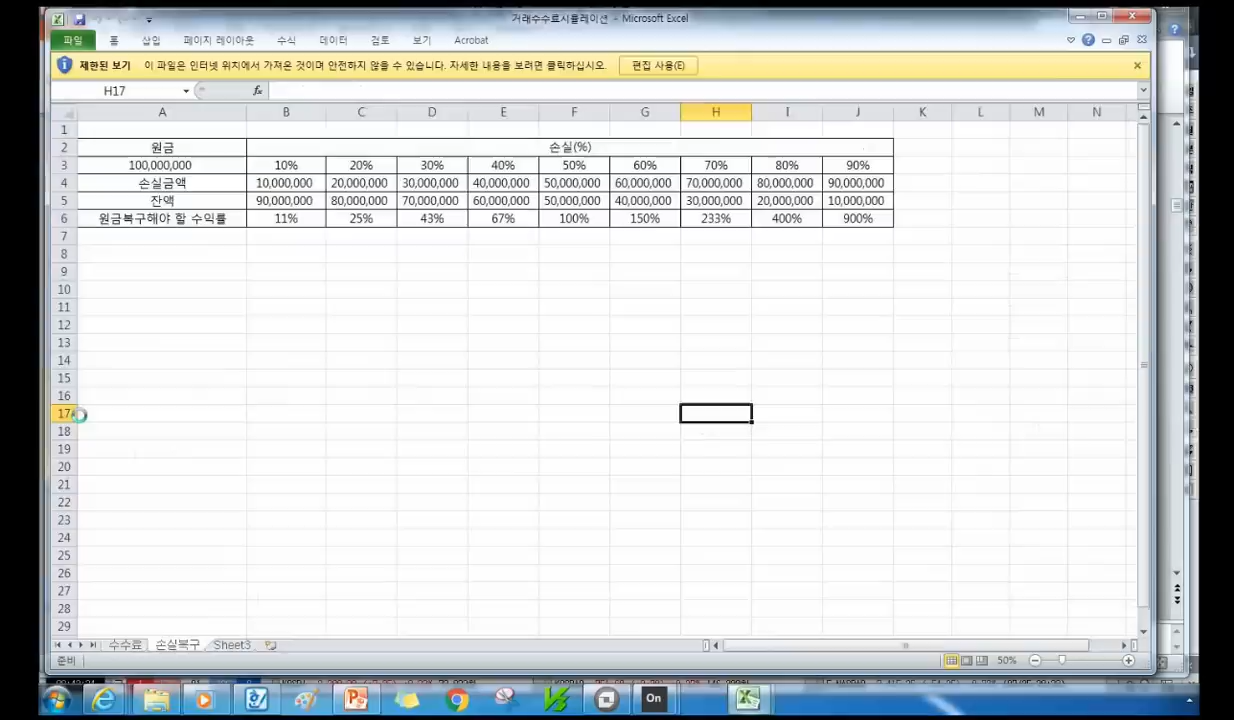 거래수수료시뮬레이션 - Microsoft Excel
파일 홈 삽입 페이지 레이아웃 수식 데이터 검토 보기 Acrobat
제한된 보기 이 파일은 인터넷 위치에서 가져온 것이며 안전하지 않을 수 있습니다. 자세한 내용을 보려면 클릭하십시오. 편집 사용(E)
H17 fx
A B C D E F G H I J K L M N
1
2 원금 손실(%)
3 100,000,000 10% 20% 30% 40% 50% 60% 70% 80% 90%
4 손실금액 10,000,000 20,000,000 30,000,000 40,000,000 50,000,000 60,000,000 70,000,000 80,000,000 90,000,000
5 잔액 90,000,000 80,000,000 70,000,000 60,000,000 50,000,000 40,000,000 30,000,000 20,000,000 10,000,000
6 원금복구해야 할 수익률 11% 25% 43% 67% 100% 150% 233% 400% 900%
7
8
9
10
11
12
13
14
15
16
17
18
19
20
21
22
23
24
25
26
27
28
29
수수료 손실복구 Sheet3
준비 50%
On